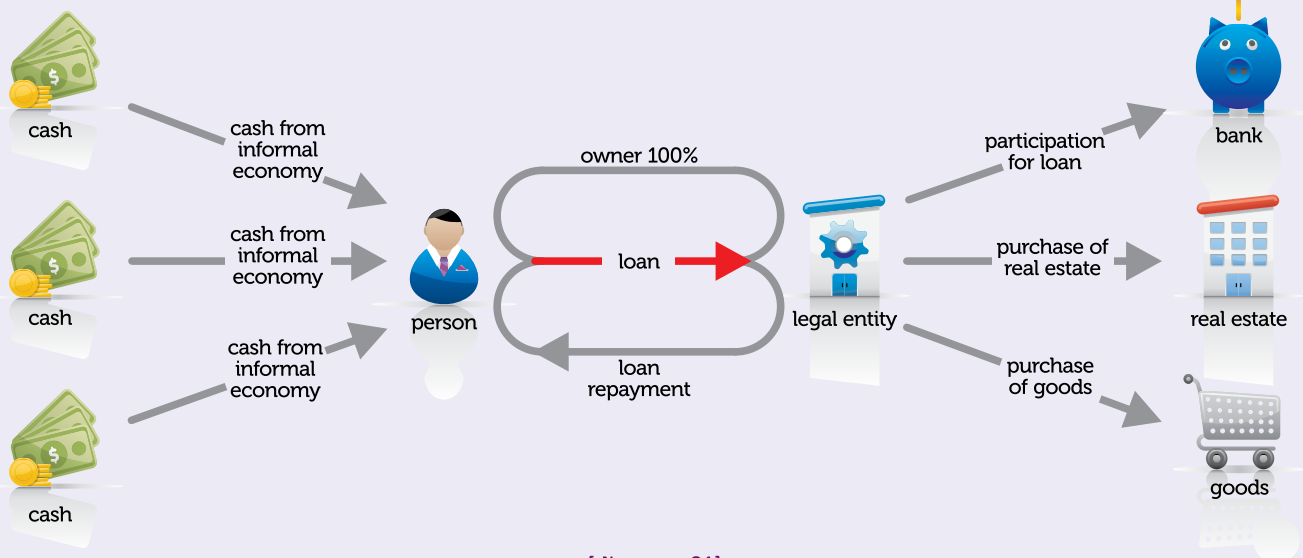 cash
cash from
informal
economy
cash
cash from
informal
economy
cash
cash from
informal
economy
person
owner 100%
loan
loan
repayment
legal entity
participation
for loan
bank
purchase of
real estate
real estate
purchase
of goods
goods